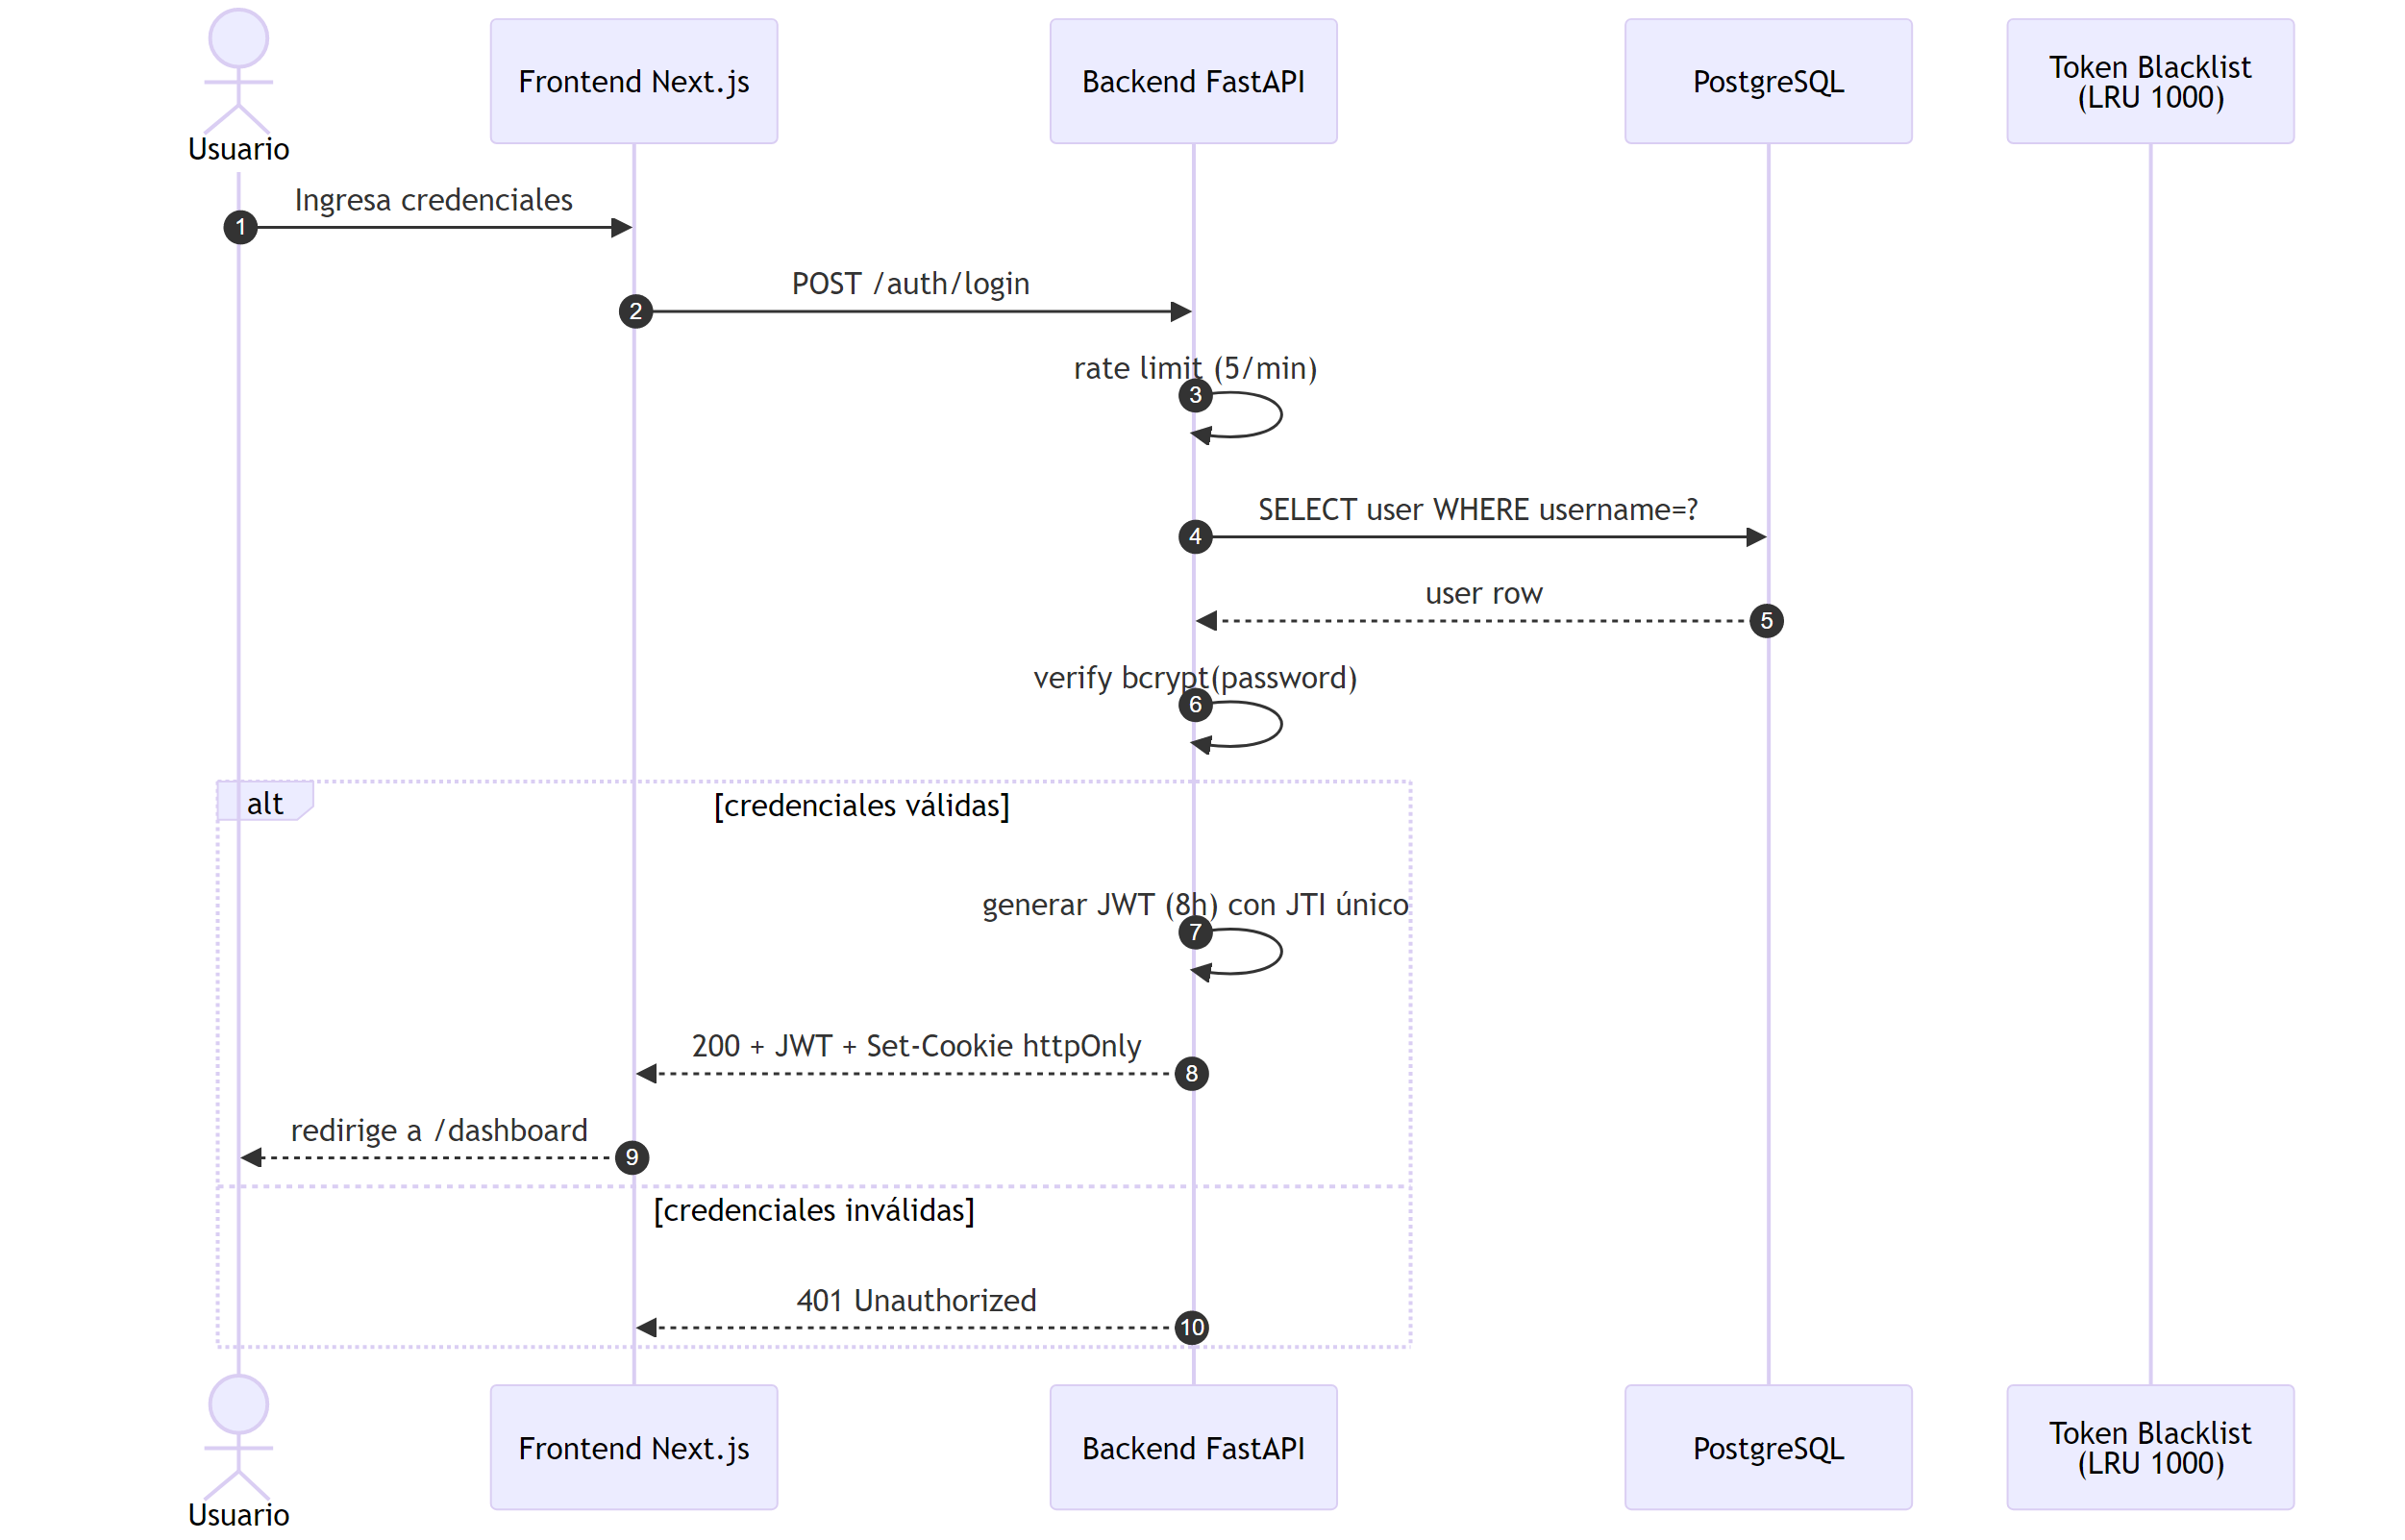 Usuario
Frontend Next.js
Backend FastAPI
PostgreSQL
Token Blacklist
(LRU 1000)
Ingresa credenciales
1
POST /auth/login
2
rate limit (5/min)
3
SELECT user WHERE username=?
4
user row
5
verify bcrypt(password)
6
alt
[credenciales válidas]
generar JWT (8h) con JTI único
7
200 + JWT + Set-Cookie httpOnly
8
redirige a /dashboard
9
[credenciales inválidas]
401 Unauthorized
10
Usuario
Frontend Next.js
Backend FastAPI
PostgreSQL
Token Blacklist
(LRU 1000)